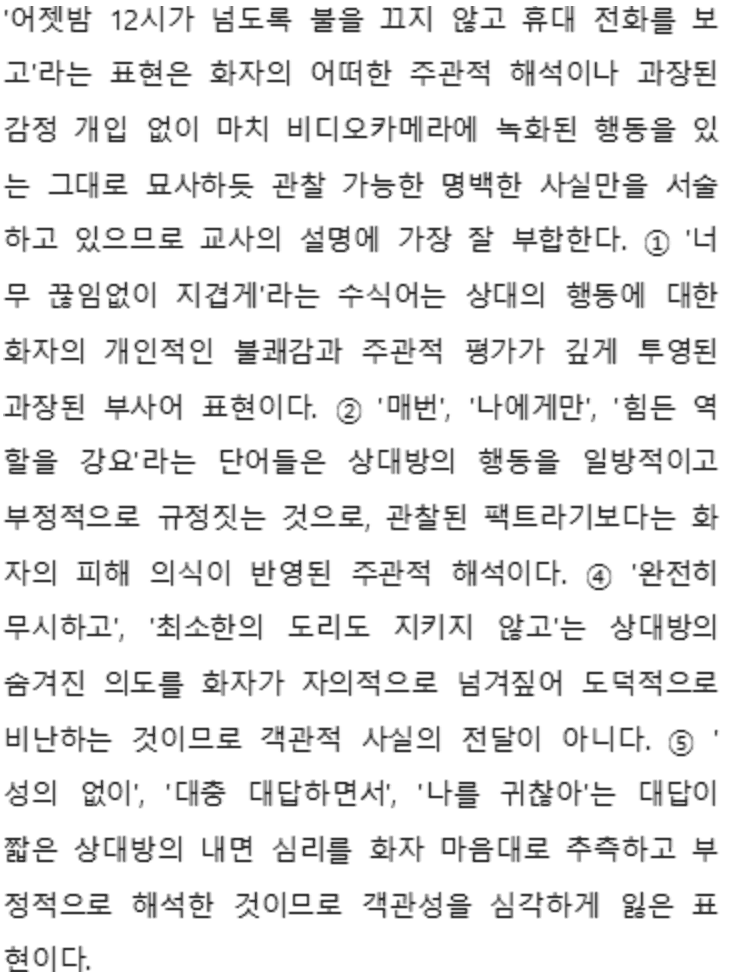 '어젯밤 12시가 넘도록 불을 끄지 않고 휴대 전화를 보
고'라는 표현은 화자의 어떠한 주관적 해석이나 과장된
감정 개입 없이 마치 비디오카메라에 녹화된 행동을 있
는 그대로 묘사하듯 관찰 가능한 명백한 사실만을 서술
하고 있으므로 교사의 설명에 가장 잘 부합한다. ① '너
무 끊임없이 지겹게'라는 수식어는 상대의 행동에 대한
화자의 개인적인 불쾌감과 주관적 평가가 깊게 투영된
과장된 부사어 표현이다. ② '매번', '나에게만', '힘든 역
할을 강요'라는 단어들은 상대방의 행동을 일방적이고
부정적으로 규정짓는 것으로, 관찰된 팩트라기보다는 화
자의 피해 의식이 반영된 주관적 해석이다. ④ '완전히
무시하고', '최소한의 도리도 지키지 않고'는 상대방의
숨겨진 의도를 화자가 자의적으로 넘겨짚어 도덕적으로
비난하는 것이므로 객관적 사실의 전달이 아니다. ⑤ '
성의 없이', '대충 대답하면서', '나를 귀찮아'는 대답이
짧은 상대방의 내면 심리를 화자 마음대로 추측하고 부
정적으로 해석한 것이므로 객관성을 심각하게 잃은 표
현이다.